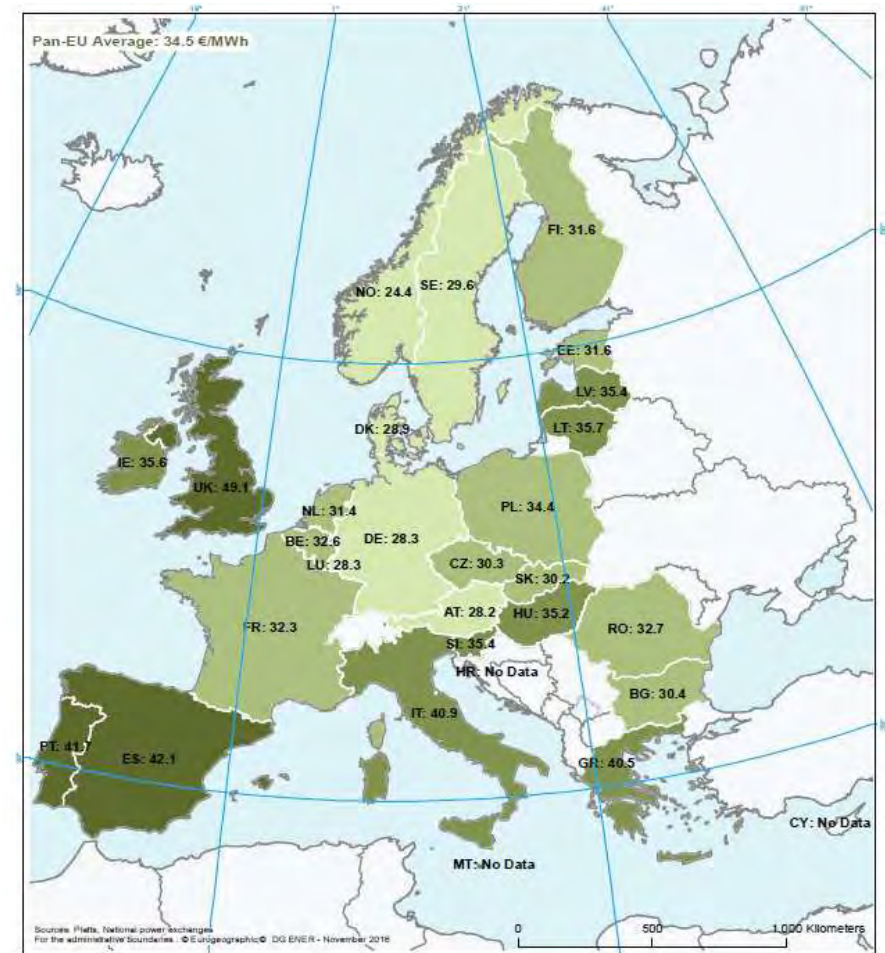 Pan-EU Average: 34.5 €/MWh
FI: 31.6
NO: 24.4
SE: 29.6
EE: 31.6
LV: 35.4
LT: 35.7
DK: 28.9
IE: 35.6
UK: 49.1
NL: 31.4
PL: 34.4
BE: 32.6
DE: 28.3
LU: 28.3
CZ: 30.3
SK: 30.2
AT: 28.2
HU: 35.2
FR: 32.3
RO: 32.7
SI: 35.4
HR: No Data
BG: 30.4
IT: 40.9
PT: 41.7
ES: 42.1
GR: 40.5
CY: No Data
MT: No Data
Sources: Platts, National power exchanges
For the administrative boundaries : © Eurogeographic© DG ENER - November 2016
0 500 1,000 Kilometers